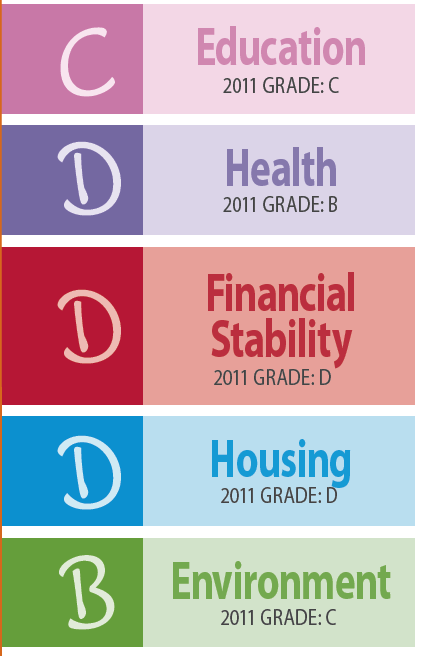 C
Education
2011 GRADE: C
D
Health
2011 GRADE: B
D
Financial
Stability
2011 GRADE: D
D
Housing
2011 GRADE: D
B
Environment
2011 GRADE: C